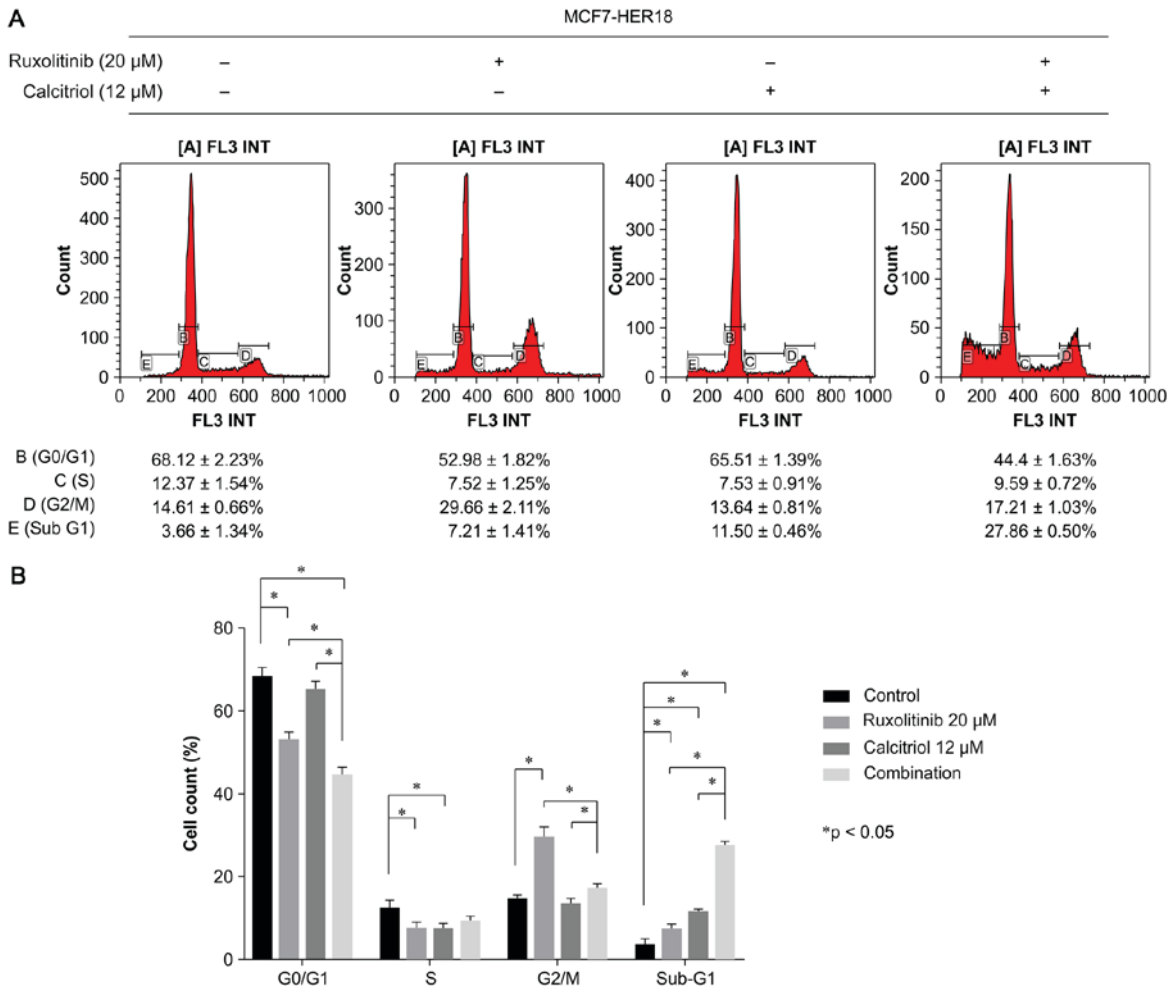 A
MCF7-HER18
Ruxolitinib (20 µM) – + – +
Calcitriol (12 µM) – – + +
[A] FL3 INT [A] FL3 INT [A] FL3 INT [A] FL3 INT
Count
500
400
300
200
100
0
B
E
C
D
0 200 400 600 800 1000
FL3 INT
Count
300
200
100
0
B
E
C
D
0 200 400 600 800 1000
FL3 INT
Count
400
300
200
100
0
B
E
C
D
0 200 400 600 800 1000
FL3 INT
Count
200
150
100
50
0
B
E
C
D
0 200 400 600 800 1000
FL3 INT
B (G0/G1) 68.12 ± 2.23% 52.98 ± 1.82% 65.51 ± 1.39% 44.4 ± 1.63%
C (S) 12.37 ± 1.54% 7.52 ± 1.25% 7.53 ± 0.91% 9.59 ± 0.72%
D (G2/M) 14.61 ± 0.66% 29.66 ± 2.11% 13.64 ± 0.81% 17.21 ± 1.03%
E (Sub G1) 3.66 ± 1.34% 7.21 ± 1.41% 11.50 ± 0.46% 27.86 ± 0.50%
B
Cell count (%)
80
60
40
20
0
* * * *
* *
* * *
* * * * *
G0/G1 S G2/M Sub-G1
Control
Ruxolitinib 20 µM
Calcitriol 12 µM
Combination
*p < 0.05